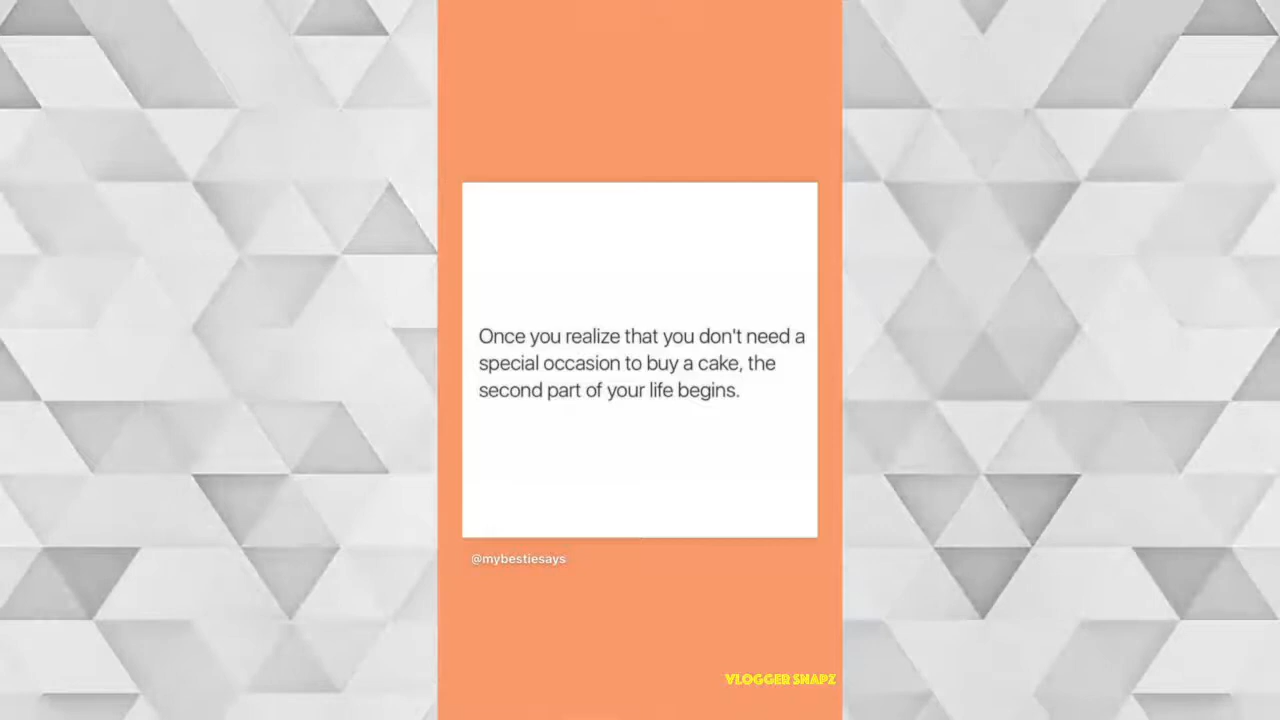 Once you realize that you don't need a
special occasion to buy a cake, the
second part of your life begins.
@mybestiesays
VLOGGER SNAPZ